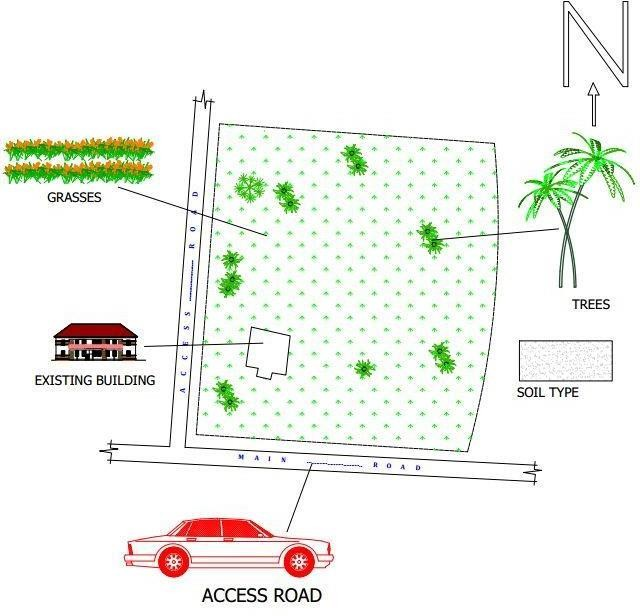 N
GRASSES
ACCESS ROAD
TREES
EXISTING BUILDING
SOIL TYPE
MAIN ROAD
ACCESS ROAD